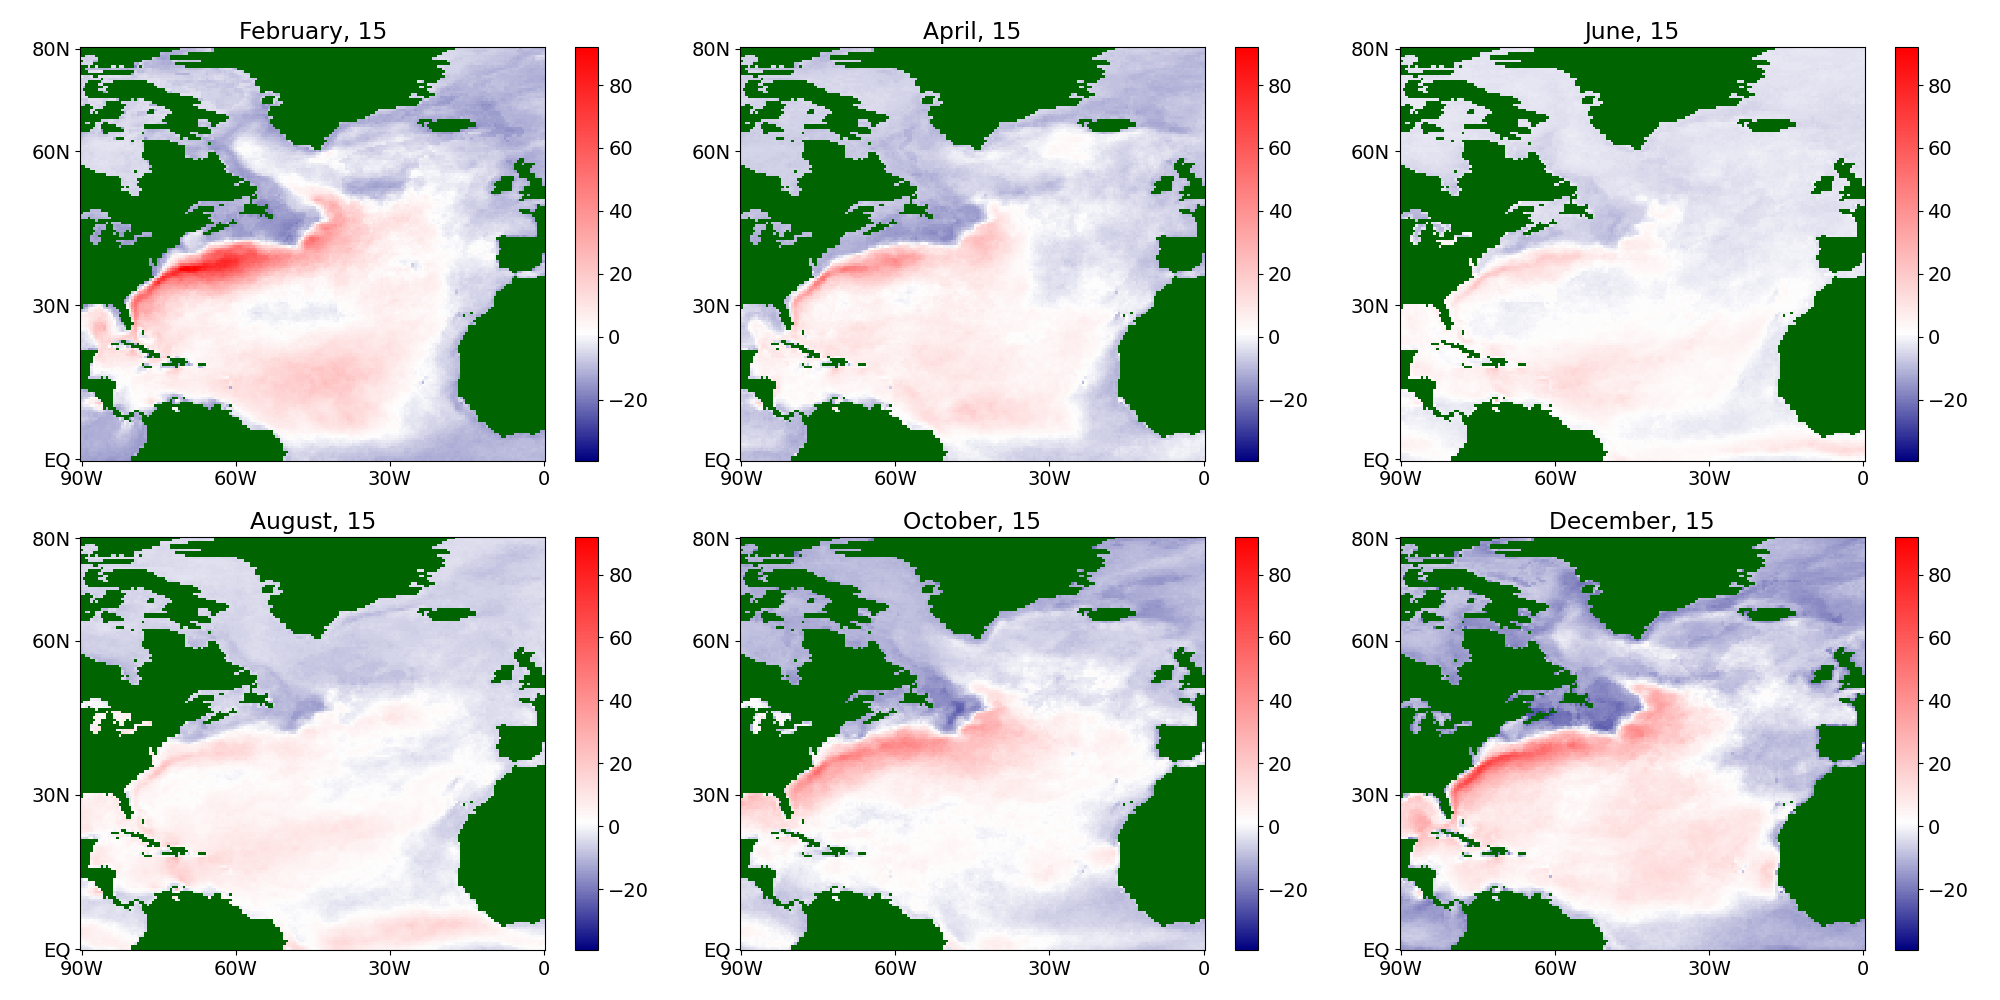 February, 15
80N
60N
30N
EQ
90W 60W 30W 0
80
60
40
20
0
−20
April, 15
80N
60N
30N
EQ
90W 60W 30W 0
80
60
40
20
0
−20
June, 15
80N
60N
30N
EQ
90W 60W 30W 0
80
60
40
20
0
−20
August, 15
80N
60N
30N
EQ
90W 60W 30W 0
80
60
40
20
0
−20
October, 15
80N
60N
30N
EQ
90W 60W 30W 0
80
60
40
20
0
−20
December, 15
80N
60N
30N
EQ
90W 60W 30W 0
80
60
40
20
0
−20